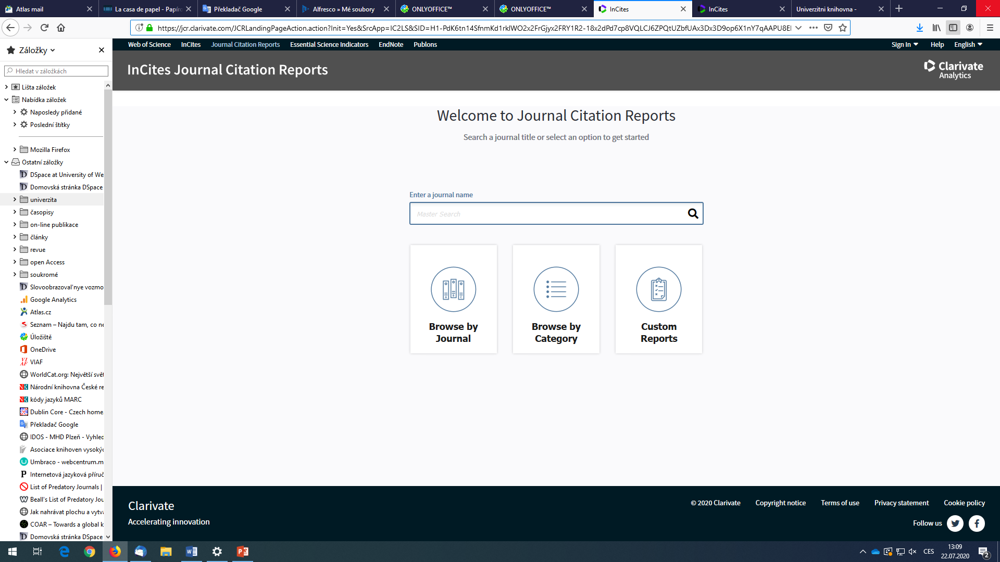 Atlas mail
La casa de papel - Papíro
Překladač Google
Alfresco » Mé soubory
ONLYOFFICE™
ONLYOFFICE™
InCites
InCites
Univerzitni knihovna -
https://jcr.clarivate.com/JCRLandingPageAction.action?Init=Yes&SrcApp=IC2LS&SID=H1-PdK6tn14SfnmKd1rklWO2x2FrGjyx2FRY1R2-18x2dPd7cp8VQLCJ6ZPQtUZbfUAx3Dx3D9op6X1nY7qAAPU8EI
Záložky
Hledat v záložkách
Lišta záložek
Nabídka záložek
Naposledy přidané
Poslední štítky
Mozilla Firefox
Ostatní záložky
DSpace at University of We
Domovská stránka DSpace
univerzita
časopisy
on-line publikace
články
revue
open Access
soukromé
Slovoobrazoval'nye vozmo
Google Analytics
Atlas.cz
Seznam – Najdu tam, co ne
Úložiště
OneDrive
VIAF
WorldCat.org: Největší svět
Národní knihovna České re
kódy jazyků MARC
Dublin Core - Czech home
Překladač Google
IDOS - MHD Plzeň - Vyhled
Asociace knihoven vysokýc
Umbraco - webcentrum.m
Internetová jazyková příruč
List of Predatory Journals |
Beall's List of Predatory Jou
Jak nahrávat plochu a vytvá
COAR – Towards a global k
Domovská stránka DSpace
Web of Science
InCites
Journal Citation Reports
Essential Science Indicators
EndNote
Publons
Sign In
Help
English
InCites Journal Citation Reports
Clarivate
Analytics
Welcome to Journal Citation Reports
Search a journal title or select an option to get started
Enter a journal name
Master Search
Browse by
Journal
Browse by
Category
Custom
Reports
Clarivate
Accelerating innovation
© 2020 Clarivate
Copyright notice
Terms of use
Privacy statement
Cookie policy
Follow us
CES
13:09
22.07.2020
2